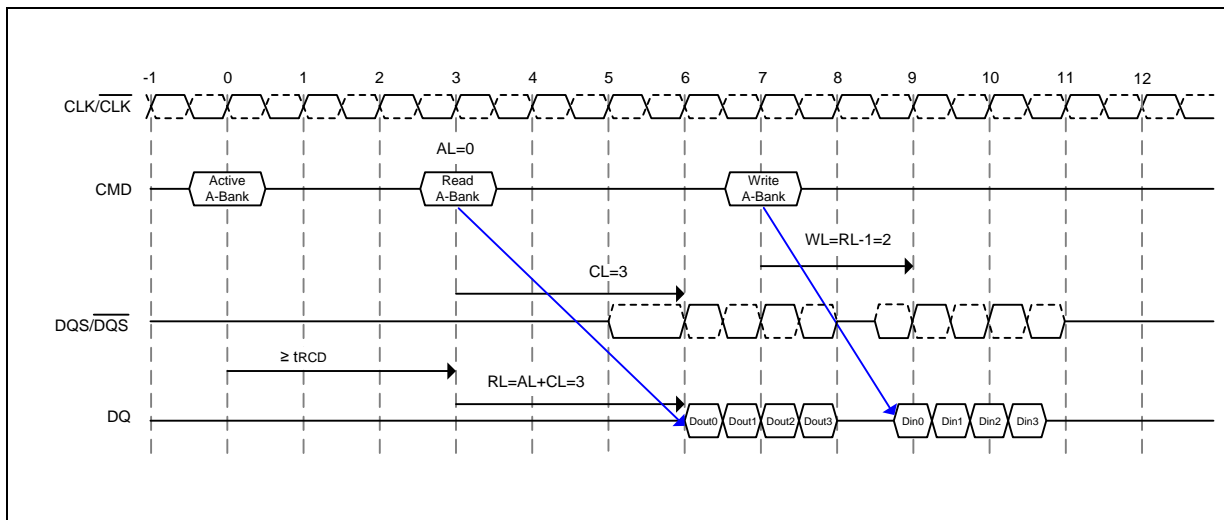 -1 0 1 2 3 4 5 6 7 8 9 10 11 12
CLK/CLK
AL=0
CMD
Active
A-Bank
Read
A-Bank
Write
A-Bank
WL=RL-1=2
CL=3
DQS/DQS
≥ tRCD
RL=AL+CL=3
DQ
Dout0 Dout1 Dout2 Dout3 Din0 Din1 Din2 Din3